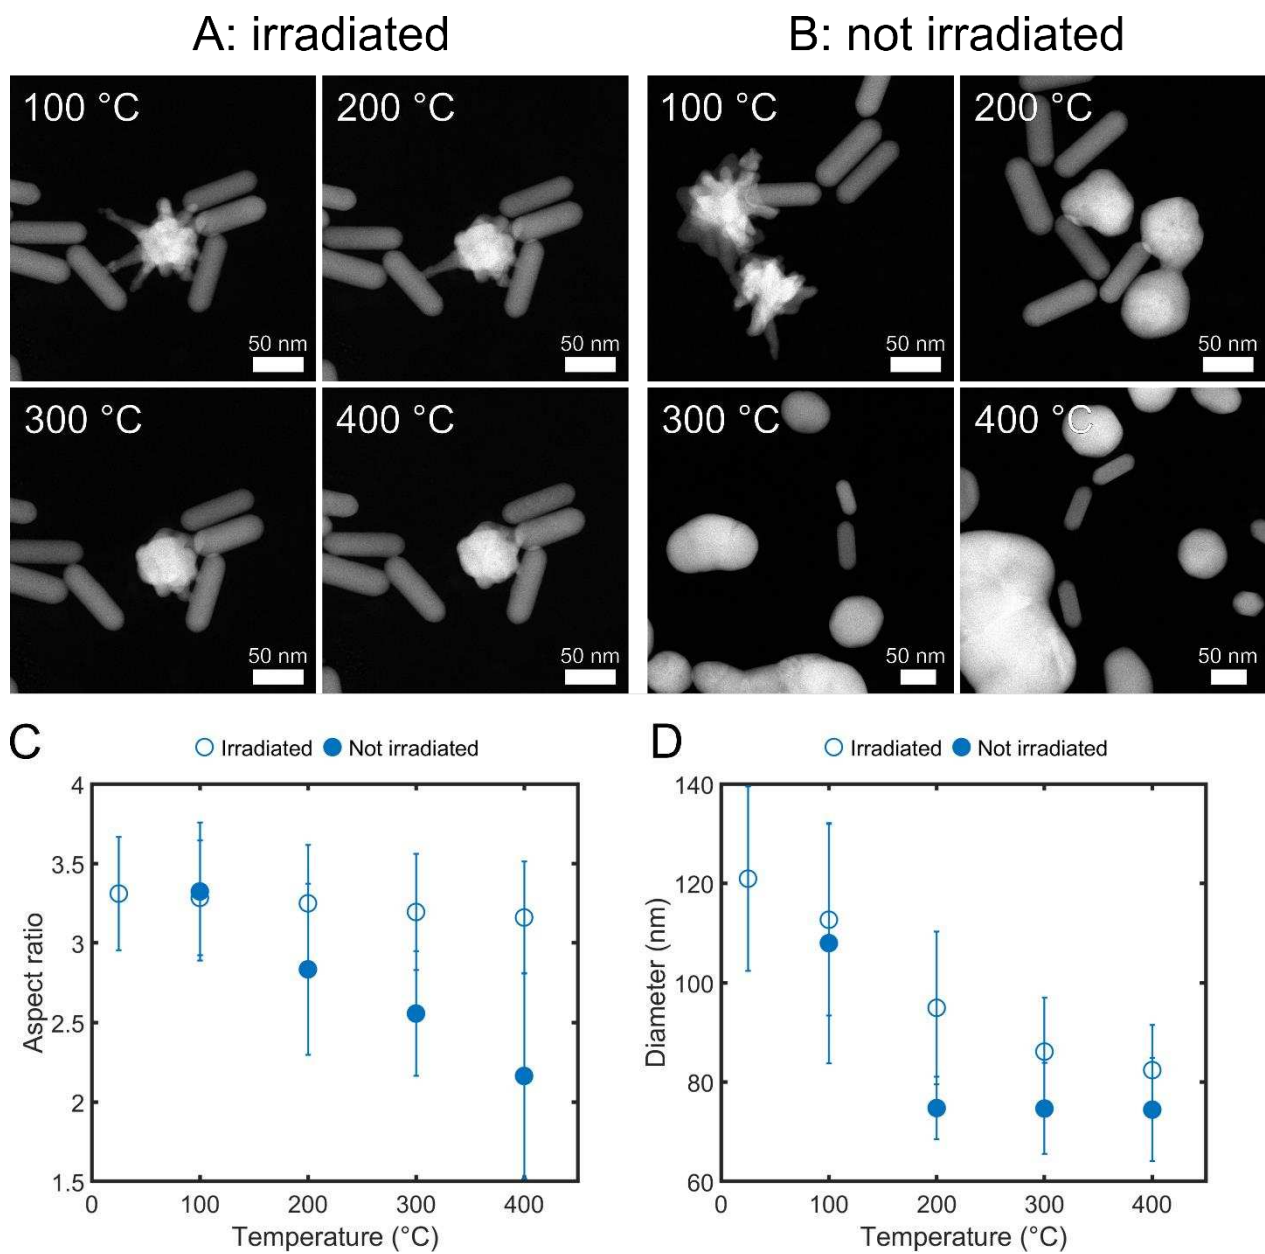 A: irradiated
B: not irradiated
100 °C
200 °C
100 °C
200 °C
50 nm
50 nm
50 nm
50 nm
300 °C
400 °C
300 °C
400 °C
50 nm
50 nm
50 nm
50 nm
C
Irradiated
Not irradiated
4
3.5
3
2.5
2
1.5
Aspect ratio
0
100
200
300
400
Temperature (°C)
D
Irradiated
Not irradiated
140
120
100
80
60
Diameter (nm)
0
100
200
300
400
Temperature (°C)